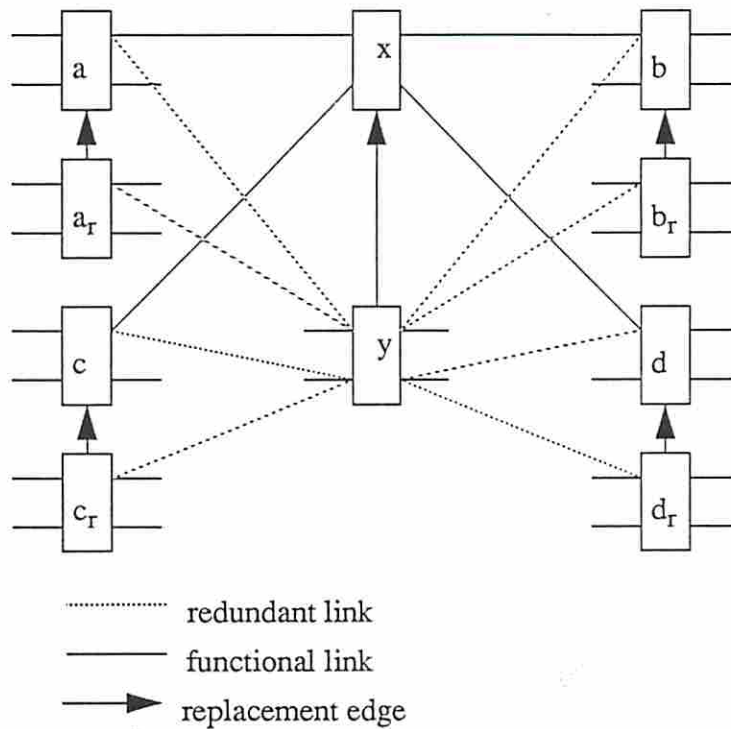 a x b
a_r b_r
c y d
c_r d_r
redundant link
functional link
replacement edge